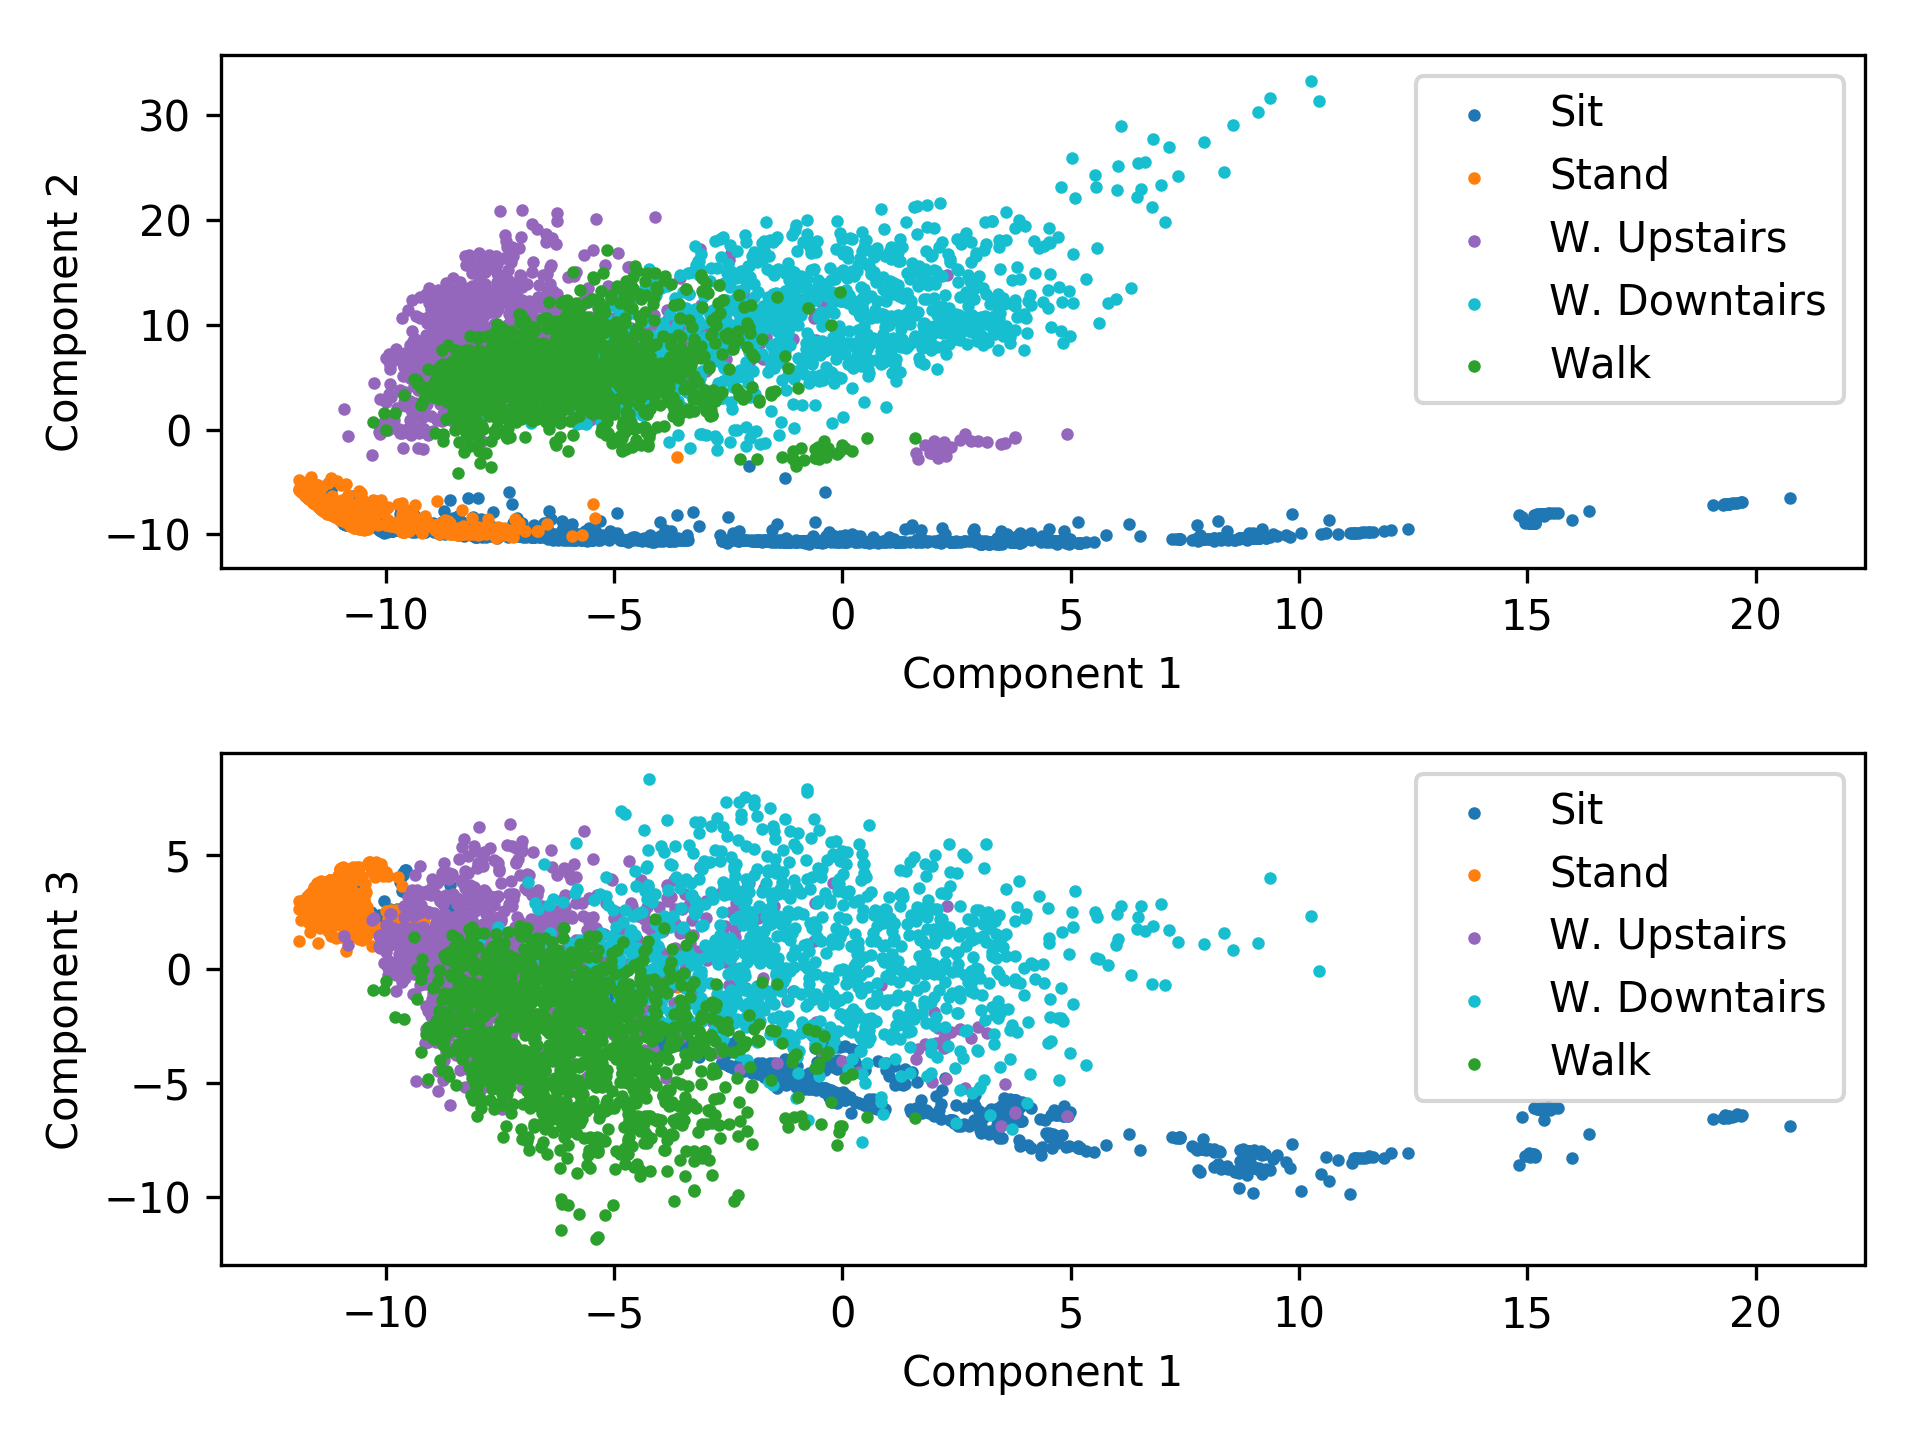 Component 2
30
20
10
0
−10
Sit
Stand
W. Upstairs
W. Downtairs
Walk
−10 −5 0 5 10 15 20
Component 1
Component 3
5
0
−5
−10
Sit
Stand
W. Upstairs
W. Downtairs
Walk
−10 −5 0 5 10 15 20
Component 1